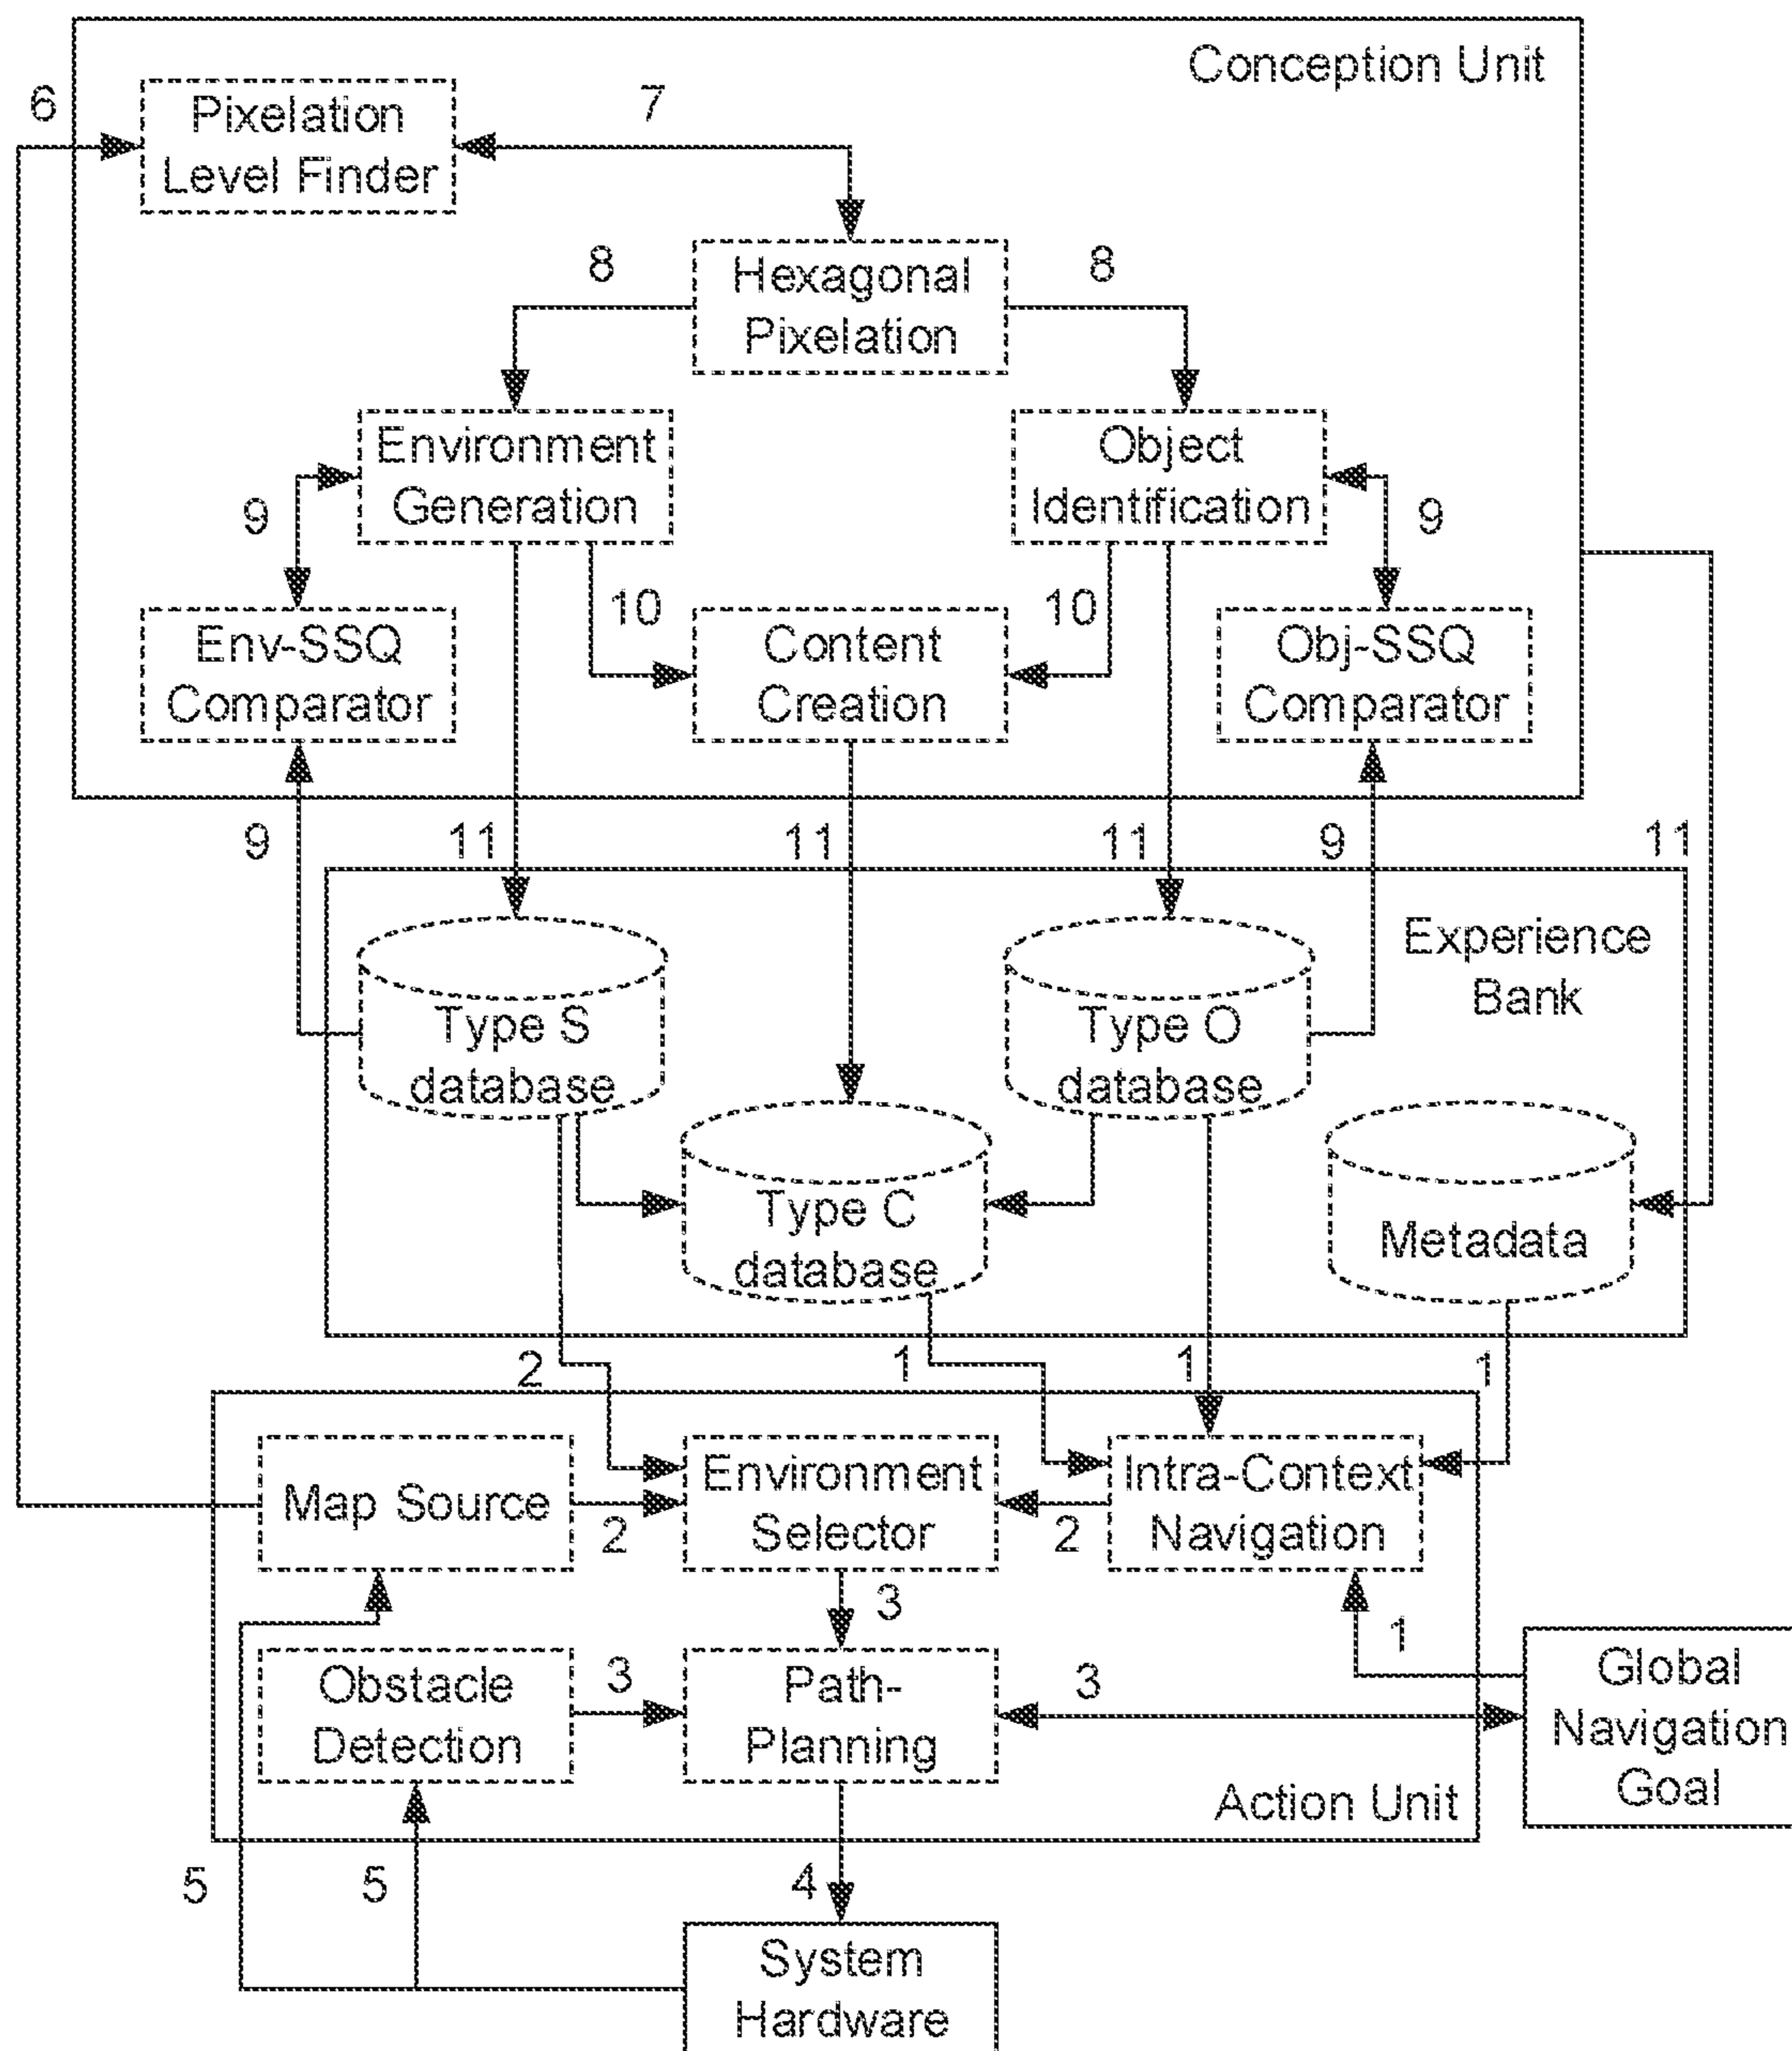 Conception Unit
6
Pixelation
Level Finder
7
8
Hexagonal
Pixelation
8
Environment
Generation
Object
Identification
9
9
10
10
Env-SSQ
Comparator
Content
Creation
Obj-SSQ
Comparator
9
11
11
11
9
11
Experience
Bank
Type S
database
Type O
database
Type C
database
Metadata
2
1
1
1
Map Source
2
Environment
Selector
2
Intra-Context
Navigation
3
1
Obstacle
Detection
3
Path-
Planning
3
Global
Navigation
Goal
Action Unit
5
5
4
System
Hardware